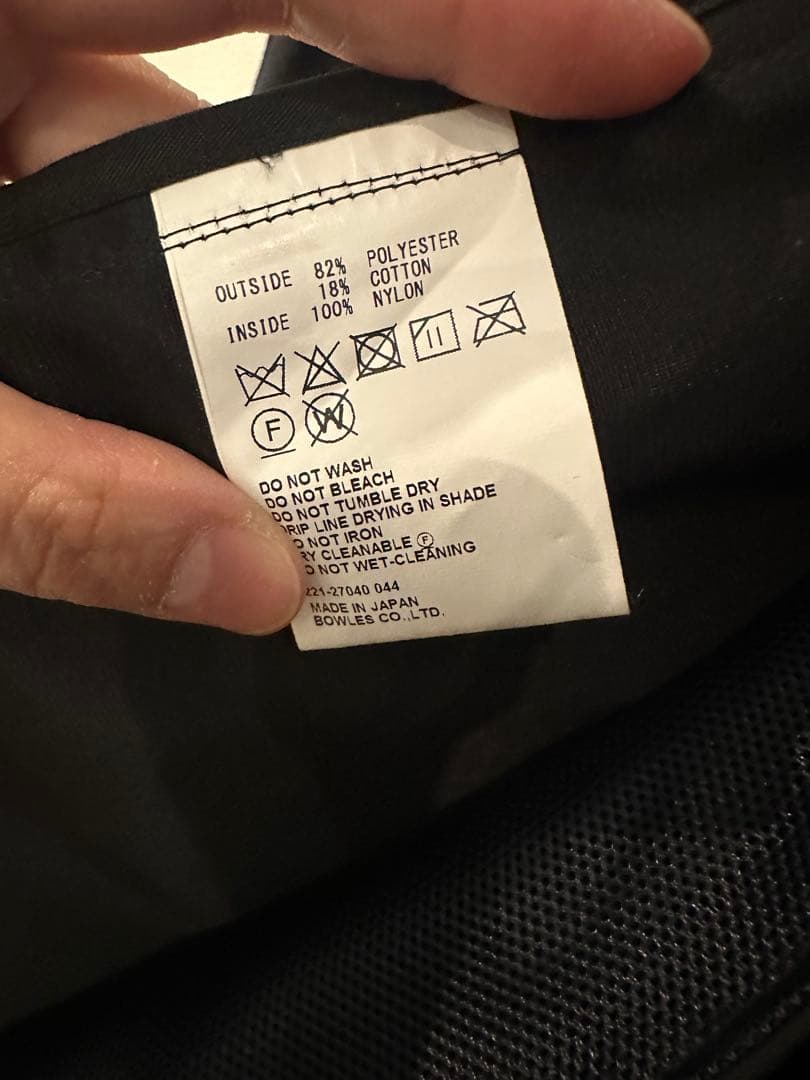 OUTSIDE 82% POLYESTER
18% COTTON
INSIDE 100% NYLON
F W
DO NOT WASH
DO NOT BLEACH
DO NOT TUMBLE DRY
RIP LINE DRYING IN SHADE
O NOT IRON
RY CLEANABLE Ⓕ
O NOT WET-CLEANING
221-27040 044
MADE IN JAPAN
BOWLES CO.,LTD.